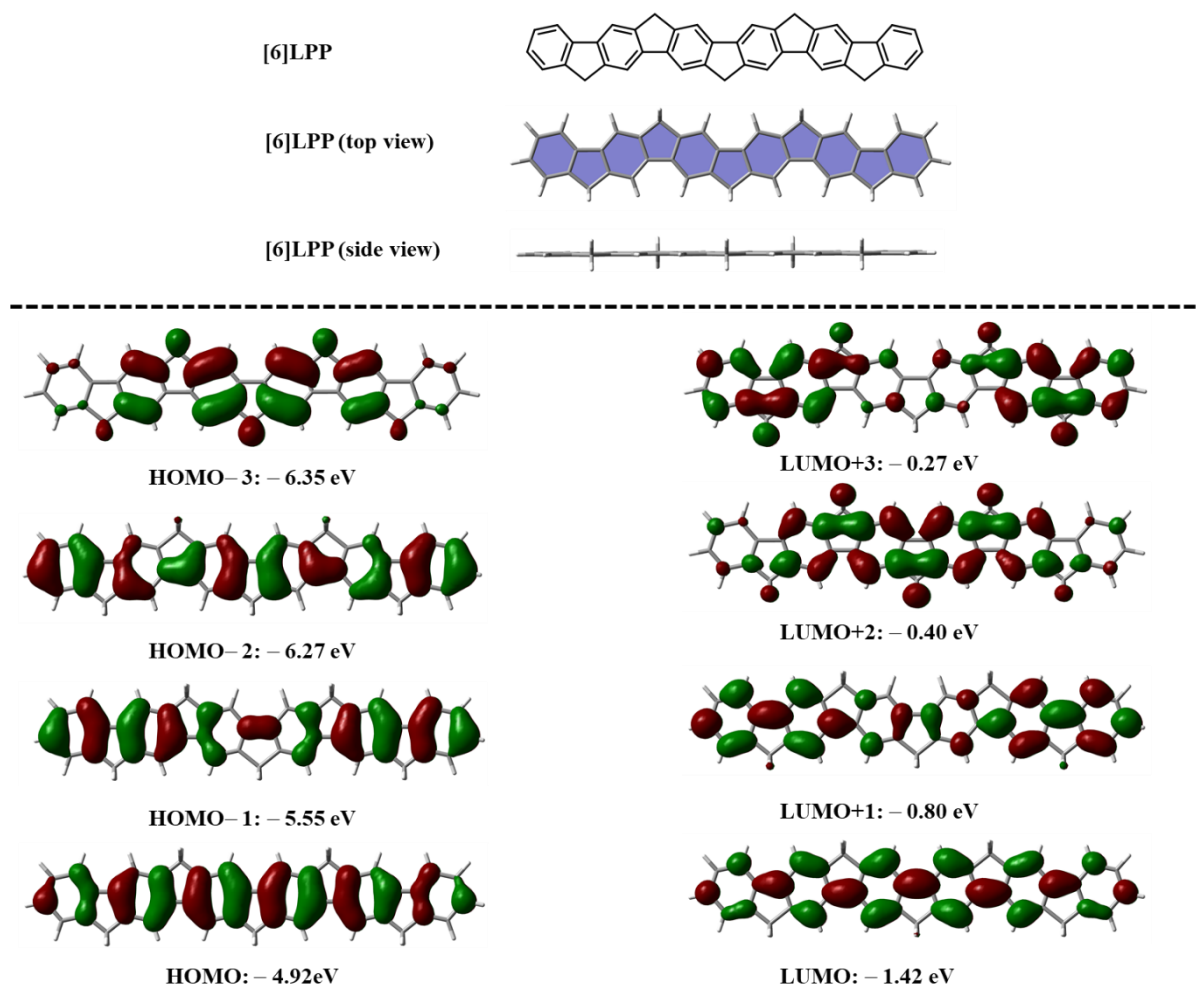 [6]LPP
[6]LPP (top view)
[6]LPP (side view)
HOMO– 3: – 6.35 eV
LUMO+3: – 0.27 eV
HOMO– 2: – 6.27 eV
LUMO+2: – 0.40 eV
HOMO– 1: – 5.55 eV
LUMO+1: – 0.80 eV
HOMO: – 4.92eV
LUMO: – 1.42 eV